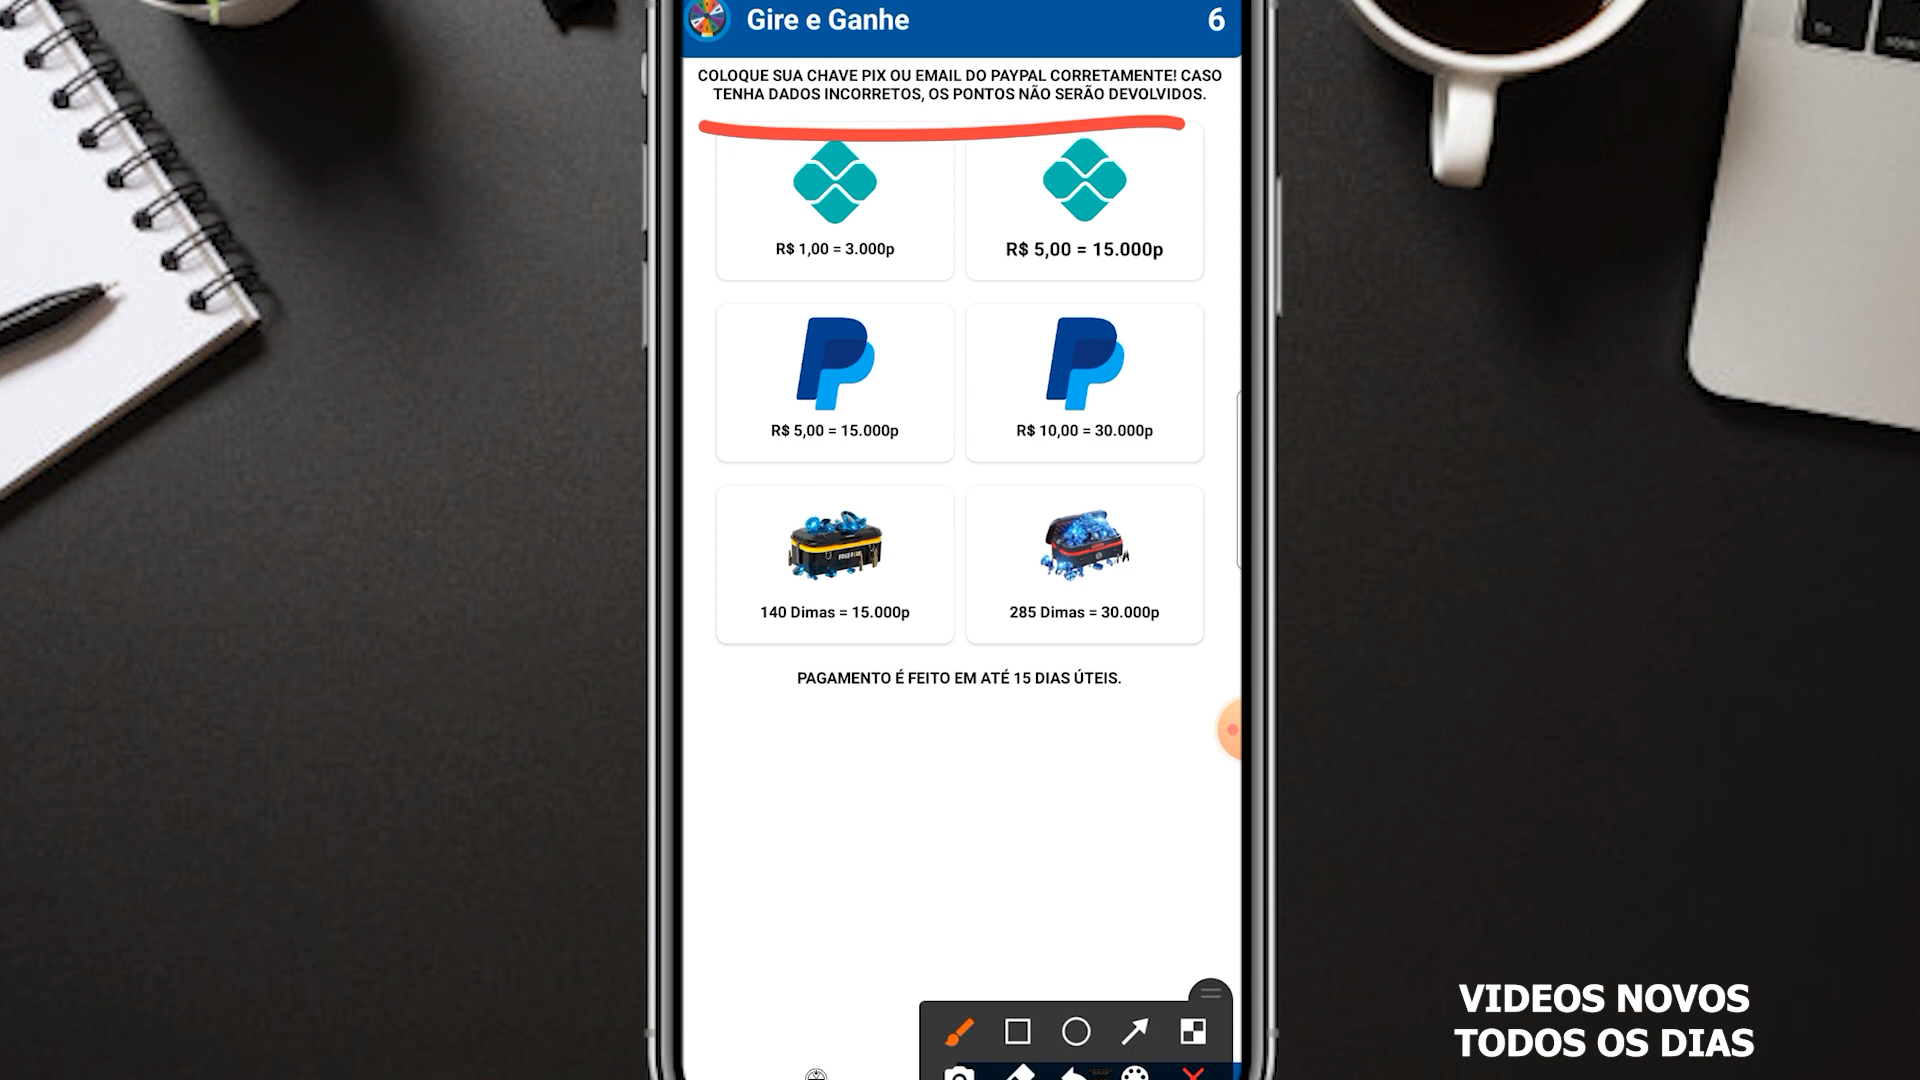 Gire e Ganhe
6
COLOQUE SUA CHAVE PIX OU EMAIL DO PAYPAL CORRETAMENTE! CASO
TENHA DADOS INCORRETOS, OS PONTOS NÃO SERÃO DEVOLVIDOS.
R$ 1,00 = 3.000p
R$ 5,00 = 15.000p
R$ 5,00 = 15.000p
R$ 10,00 = 30.000p
FREE FIRE
140 Dimas = 15.000p
285 Dimas = 30.000p
PAGAMENTO É FEITO EM ATÉ 15 DIAS ÚTEIS.
VIDEOS NOVOS
TODOS OS DIAS